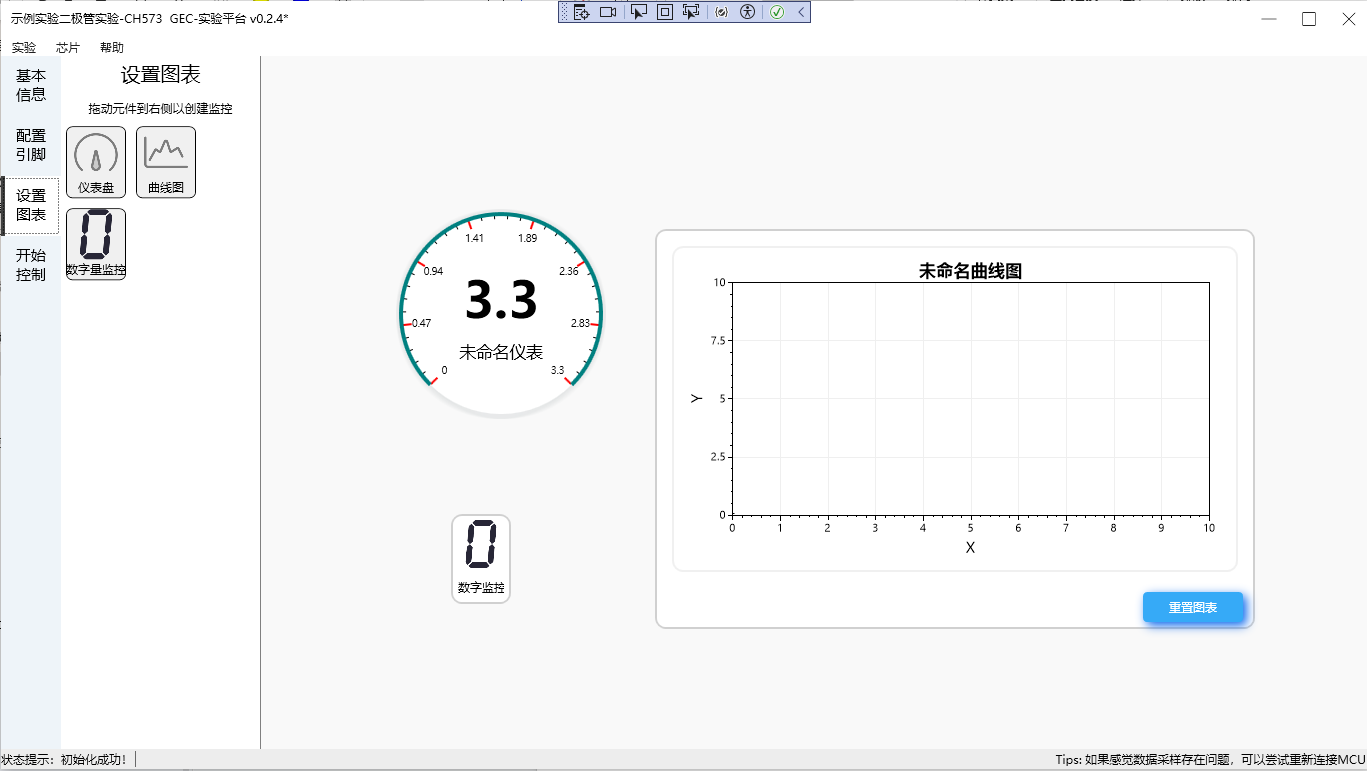 示例实验二极管实验-CH573  GEC-实验平台 v0.2.4*
实验 芯片 帮助
基本
信息
配置
引脚
设置
图表
开始
控制
设置图表
拖动元件到右侧以创建监控
仪表盘
曲线图
0
数字量监控
1.41
1.89
0.94
2.36
3.3
0.47
2.83
未命名仪表
0
3.3
0
数字监控
未命名曲线图
10
7.5
5
2.5
0
Y
0 1 2 3 4 5 6 7 8 9 10
X
重置图表
状态提示: 初始化成功!
Tips: 如果感觉数据采样存在问题，可以尝试重新连接MCU